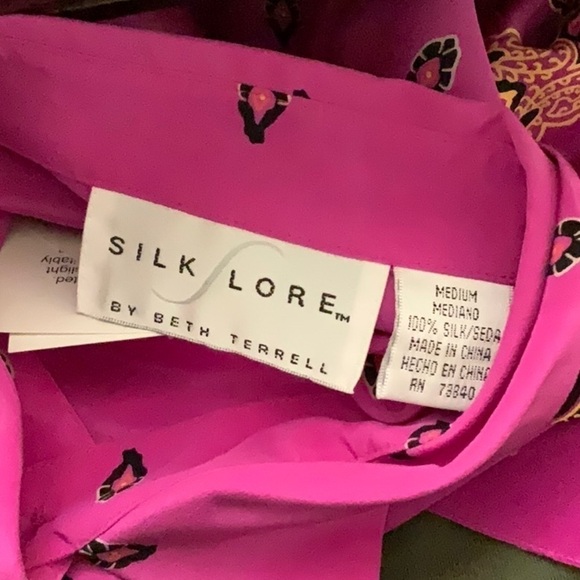 SILK LORE™
BY BETH TERRELL
MEDIUM
MEDIANO
100% SILK/SEDA
MADE IN CHINA
HECHO EN CHINA
RN 73840